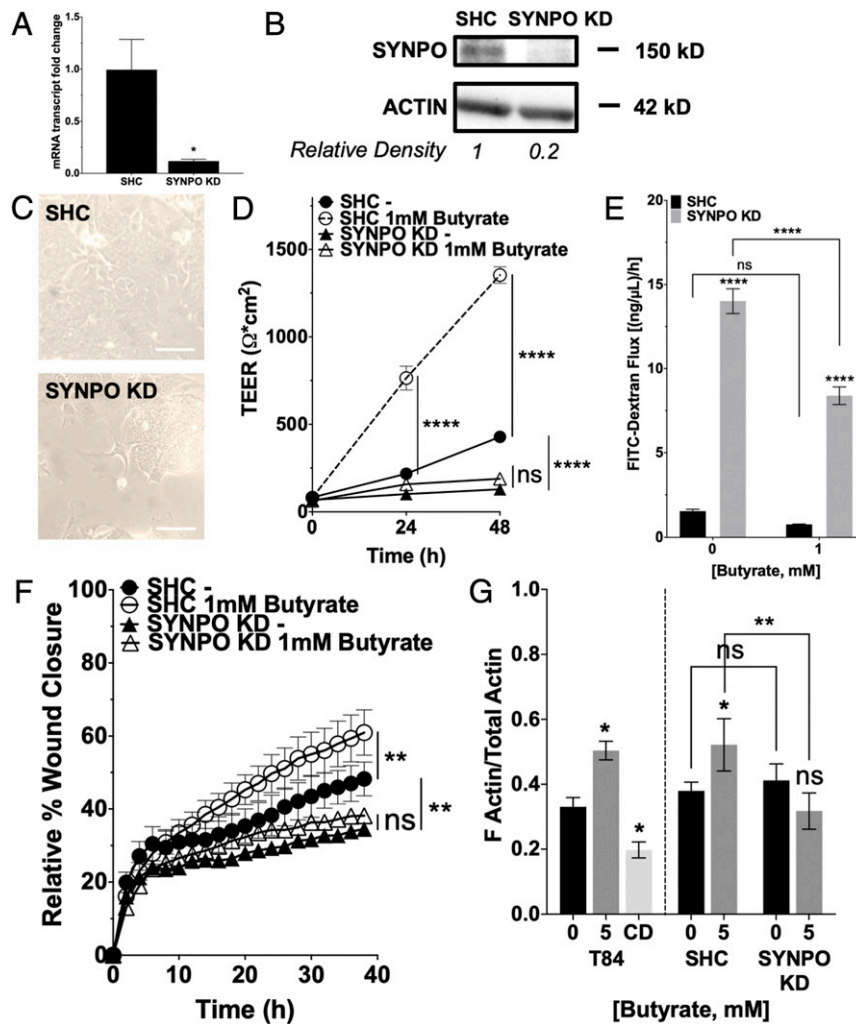 A
mRNA transcript fold change
1.5
1.0
0.5
0.0
*
SHC
SYNPO KD
B
SHC SYNPO KD
SYNPO
150 kD
ACTIN
42 kD
Relative Density 1 0.2
C
SHC
SYNPO KD
D
SHC -
SHC 1mM Butyrate
SYNPO KD -
SYNPO KD 1mM Butyrate
TEER (Ω*cm2)
1500
1000
500
0
****
****
ns
****
0 24 48
Time (h)
E
SHC
SYNPO KD
FITC-Dextran Flux [(ng/μL)/h]
20
15
10
5
0
****
ns
****
****
0 1
[Butyrate, mM]
F
SHC -
SHC 1mM Butyrate
SYNPO KD -
SYNPO KD 1mM Butyrate
Relative % Wound Closure
100
80
60
40
20
0
**
ns
**
0 10 20 30 40
Time (h)
G
F Actin/Total Actin
1.0
0.8
0.6
0.4
0.2
0.0
**
ns
*
*
*
ns
0 5 CD 0 5 0 5
T84 SHC SYNPO
KD
[Butyrate, mM]